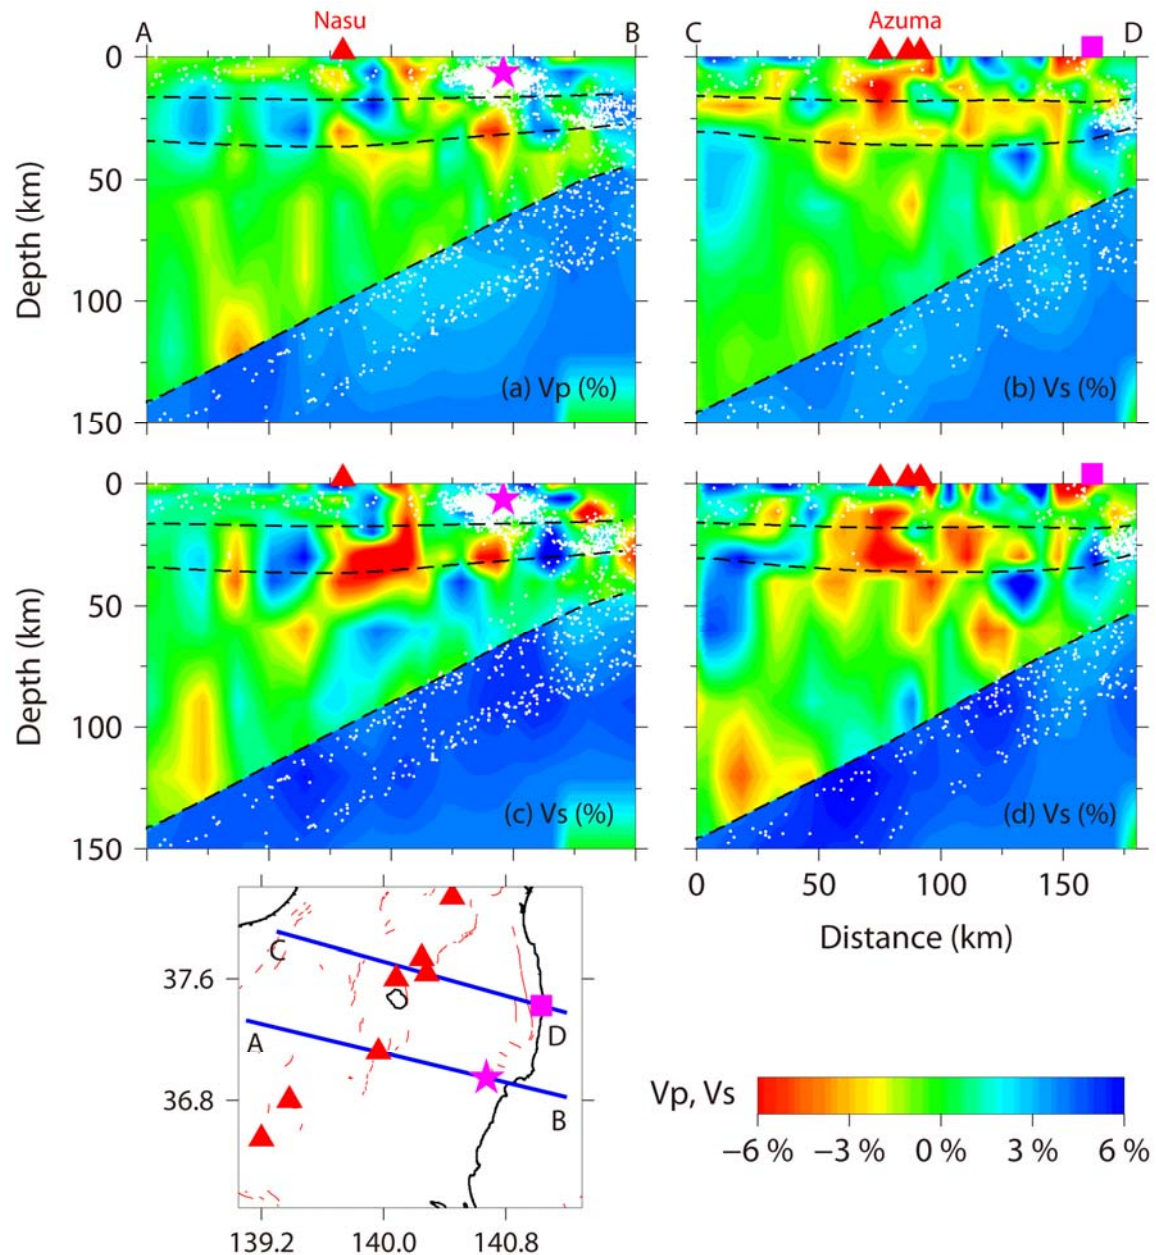 A Nasu B C Azuma D
0
50
100
150
Depth (km)
(a) Vp (%)
(b) Vs (%)
0
50
100
150
Depth (km)
(c) Vs (%)
(d) Vs (%)
0 50 100 150
Distance (km)
C
37.6
A
D
36.8
B
139.2 140.0 140.8
Vp, Vs
−6 % −3 % 0 % 3 % 6 %